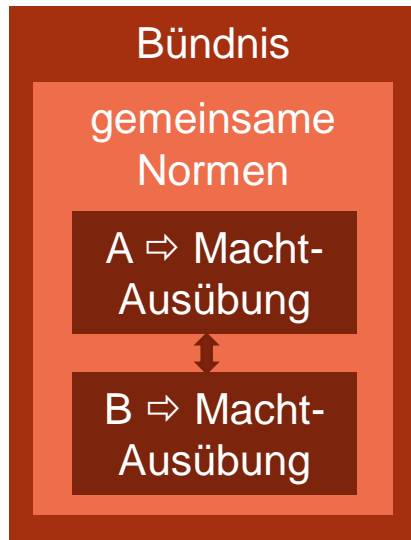 Bündnis
gemeinsame
Normen
A ⇨ Macht-
Ausübung
B ⇨ Macht-
Ausübung